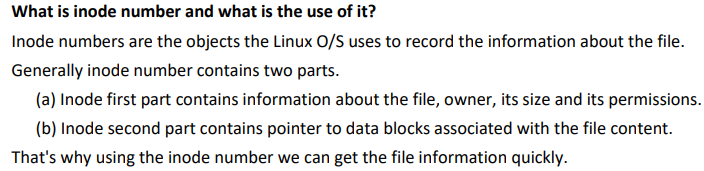 What is inode number and what is the use of it?
Inode numbers are the objects the Linux O/S uses to record the information about the file.
Generally inode number contains two parts.
(a) Inode first part contains information about the file, owner, its size and its permissions.
(b) Inode second part contains pointer to data blocks associated with the file content.
That's why using the inode number we can get the file information quickly.